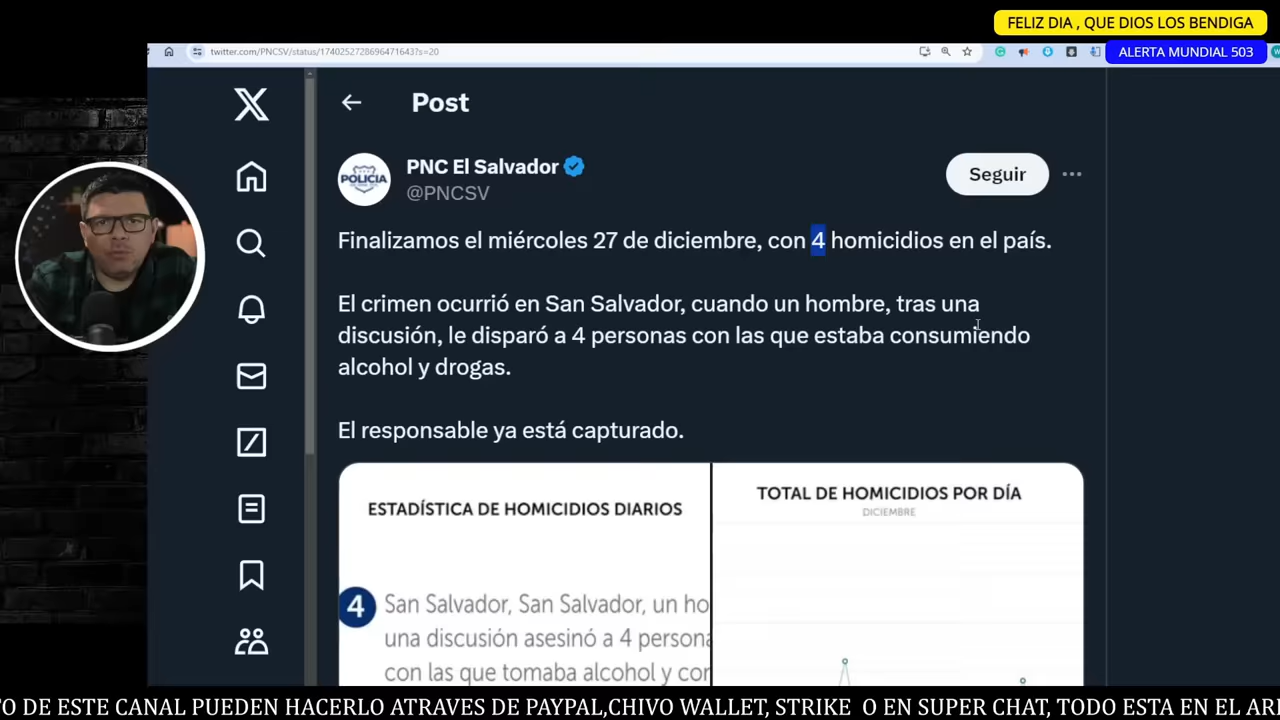 FELIZ DIA , QUE DIOS LOS BENDIGA
ALERTA MUNDIAL 503
twitter.com/PNCSV/status/1740252728696471643?s=20
Post
POLICIA
PNC El Salvador
@PNCSV
Seguir
Finalizamos el miércoles 27 de diciembre, con 4 homicidios en el país.
El crimen ocurrió en San Salvador, cuando un hombre, tras una
discusión, le disparó a 4 personas con las que estaba consumiendo
alcohol y drogas.
El responsable ya está capturado.
ESTADÍSTICA DE HOMICIDIOS DIARIOS
4 San Salvador, San Salvador, un ho
una discusión asesinó a 4 persona
con las que tomaba alcohol y cor
TOTAL DE HOMICIDIOS POR DÍA
DICIEMBRE
TO DE ESTE CANAL PUEDEN HACERLO ATRAVES DE PAYPAL,CHIVO WALLET, STRIKE O EN SUPER CHAT, TODO ESTA EN EL AR